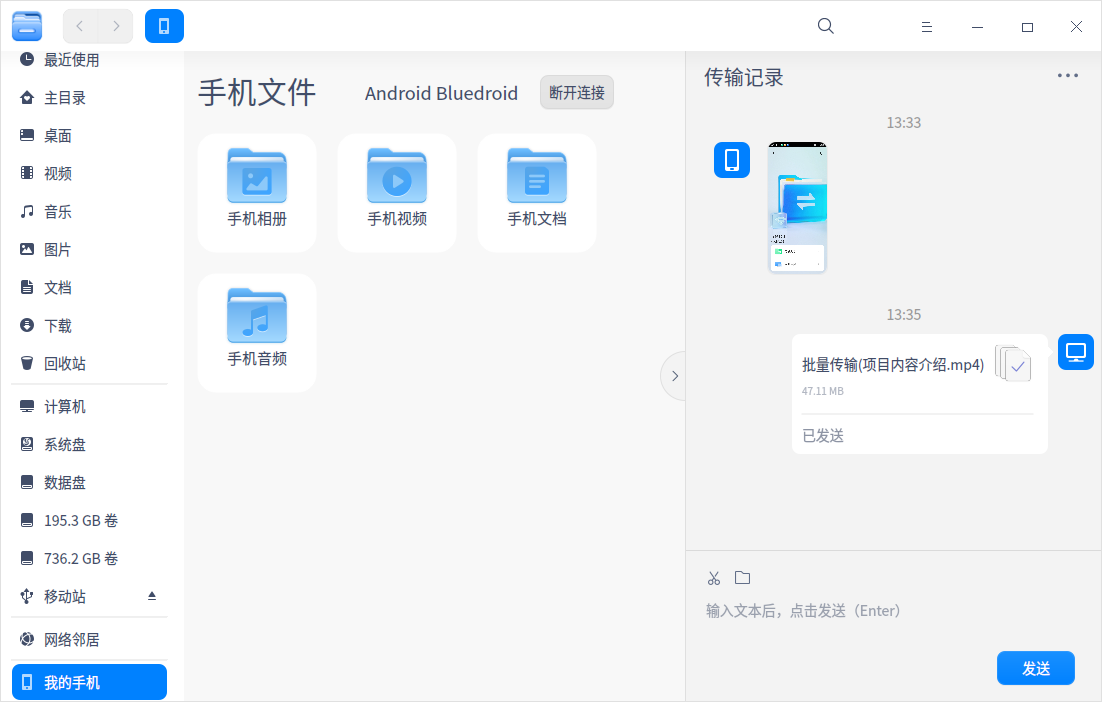 最近使用
主目录
桌面
视频
音乐
图片
文档
下载
回收站
计算机
系统盘
数据盘
195.3 GB 卷
736.2 GB 卷
移动站
网络邻居
我的手机
手机文件
Android Bluedroid
断开连接
手机相册
手机视频
手机文档
手机音频
传输记录
13:33
13:35
批量传输(项目内容介绍.mp4)
47.11 MB
已发送
输入文本后，点击发送（Enter）
发送